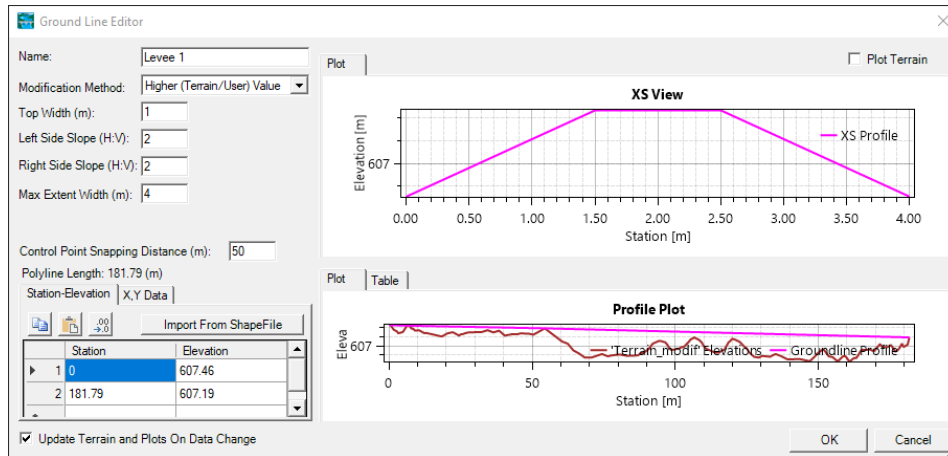 Ground Line Editor
Name: Levee 1
Modification Method: Higher (Terrain/User) Value
Top Width (m): 1
Left Side Slope (H:V): 2
Right Side Slope (H:V): 2
Max Extent Width (m): 4
Control Point Snapping Distance (m): 50
Polyline Length: 181.79 (m)
Station-Elevation X,Y Data
.00 →.0 Import From ShapeFile
Station Elevation
1 0 607.46
2 181.79 607.19
Update Terrain and Plots On Data Change
Plot
Plot Terrain
XS View
XS Profile
Elevation [m]
607
0.00 0.50 1.00 1.50 2.00 2.50 3.00 3.50 4.00
Station [m]
Plot Table
Profile Plot
Eleva
607
'Terrain_modif' Elevations Groundline Profile
0 50 100 150
Station [m]
OK Cancel